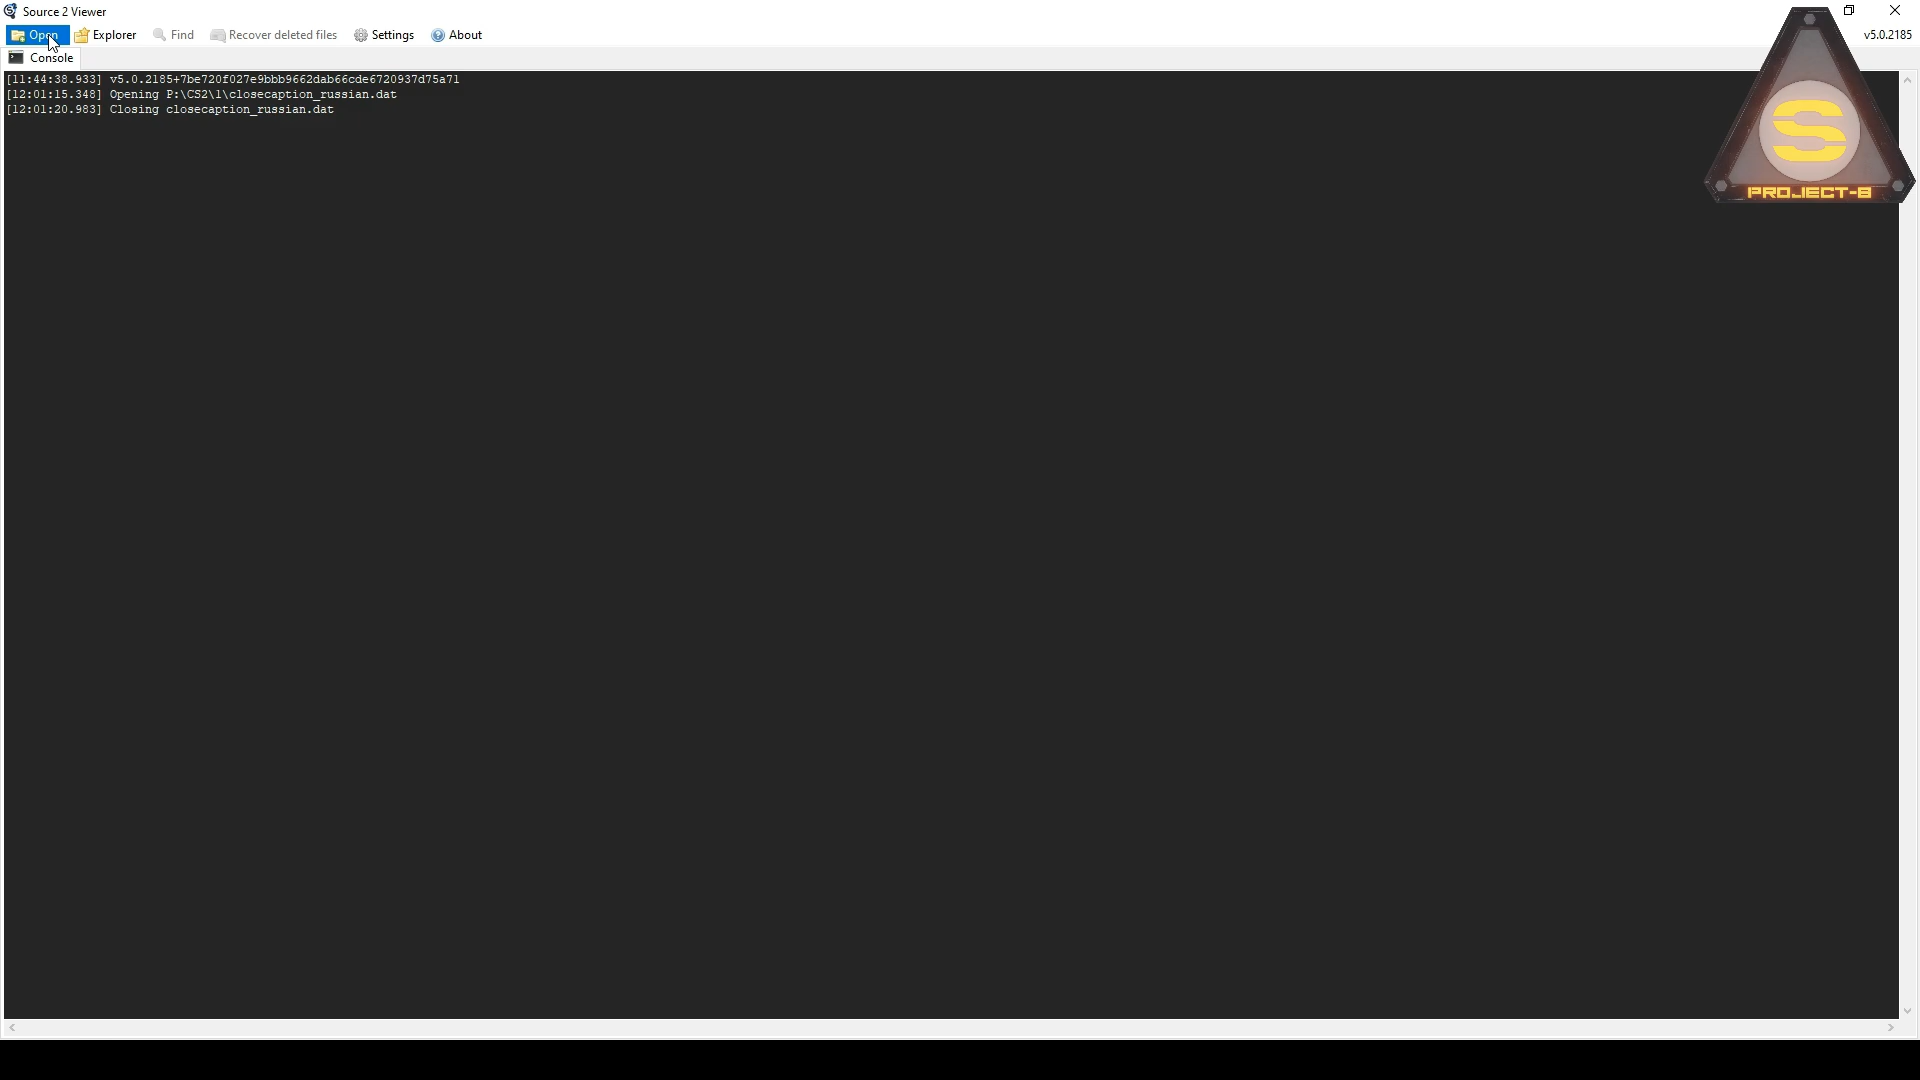 Source 2 Viewer
Open Explorer Find Recover deleted files Settings About v5.0.2185
Console
[11:44:38.933] v5.0.2185+7be720f027e9bbb9662dab66cde6720937d75a71
[12:01:15.348] Opening P:\CS2\1\closecaption_russian.dat
[12:01:20.983] Closing closecaption_russian.dat
S
PROJECT-8